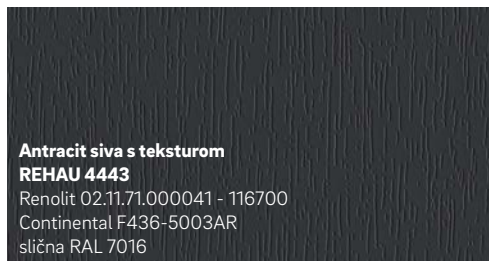 Antracit siva s teksturom
REHAU 4443
Renolit 02.11.71.000041 - 116700
Continental F436-5003AR
slična RAL 7016